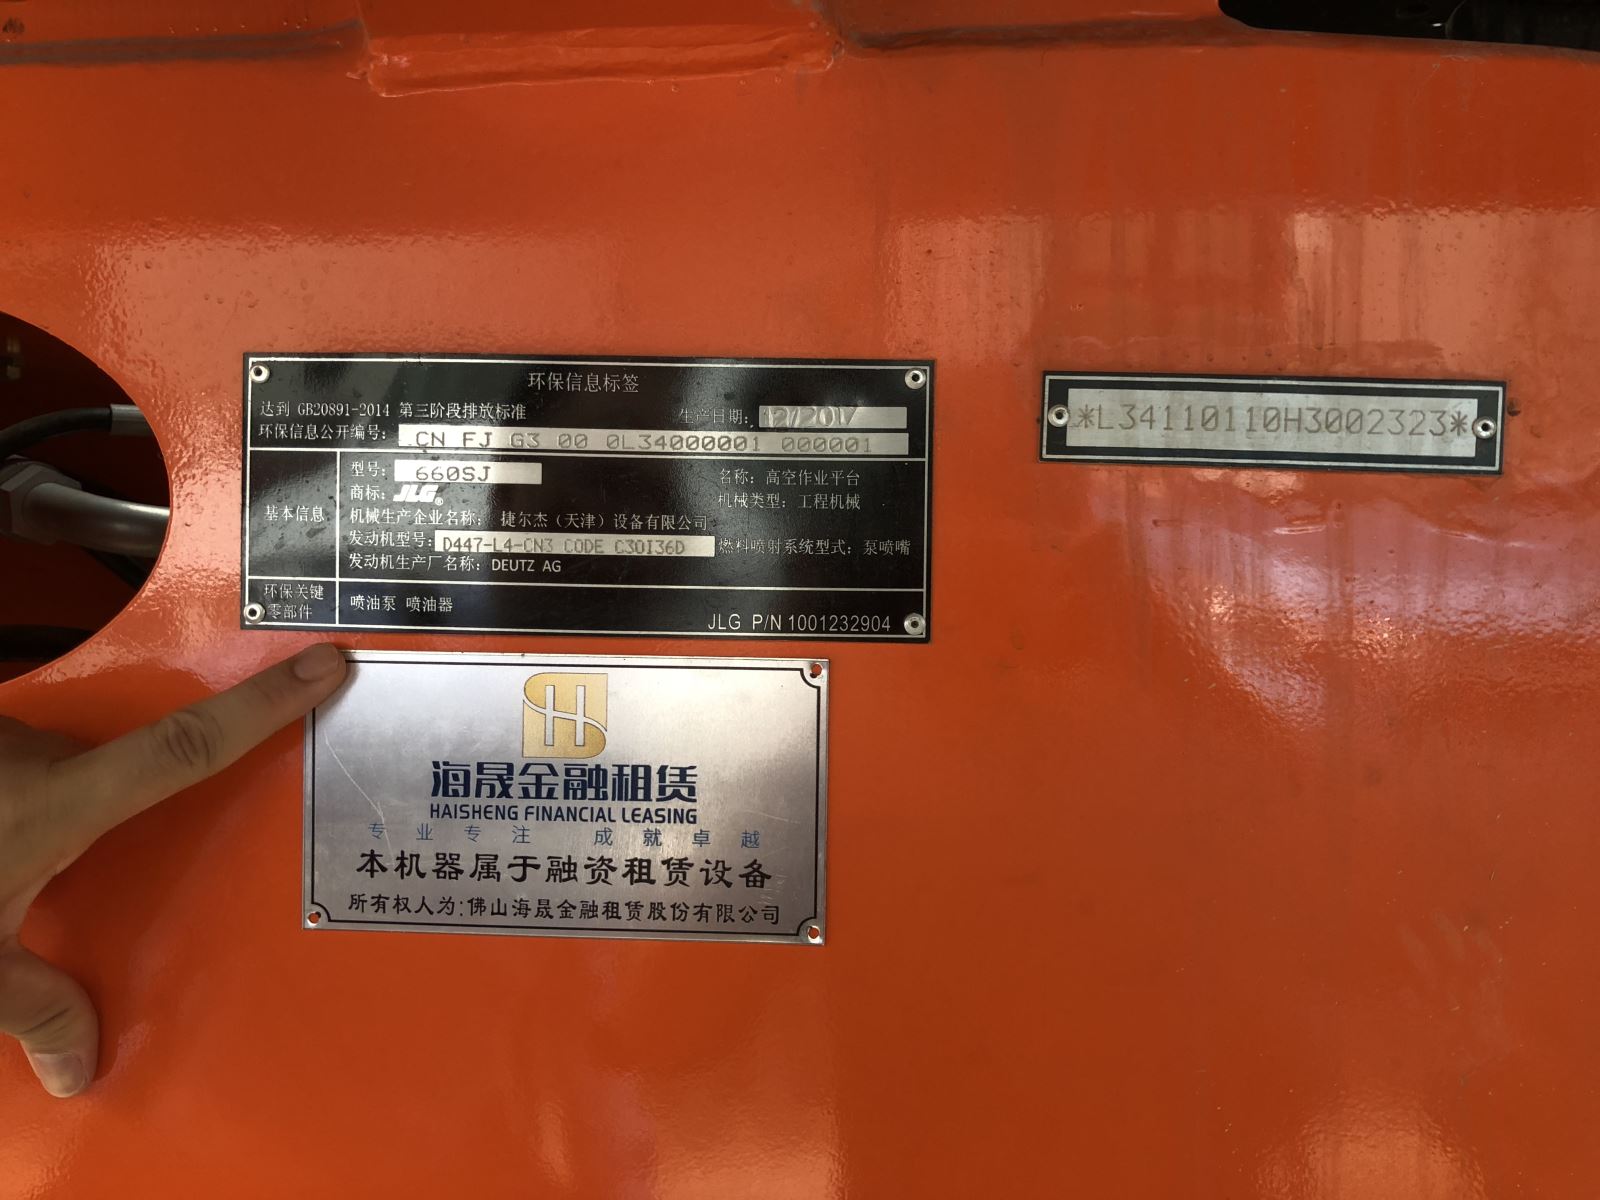 环保信息标签
达到 GB20891-2014 第三阶段排放标准
生产日期: 12/2017
环保信息公开编号: CN FJ G3 00 0L34000001 000001
基本信息
型号: 660SJ
名称: 高空作业平台
商标: JLG®
机械类型: 工程机械
机械生产企业名称: 捷尔杰（天津）设备有限公司
发动机型号: D447-L4-CN3 CODE C30I36D
燃料喷射系统型式: 泵喷嘴
发动机生产厂名称: DEUTZ AG
环保关键
零部件
喷油泵 喷油器
JLG P/N 1001232904
*L34110110H3002323*
海晟金融租赁
HAISHENG FINANCIAL LEASING
专业专注 成就卓越
本机器属于融资租赁设备
所有权人为:佛山海晟金融租赁股份有限公司